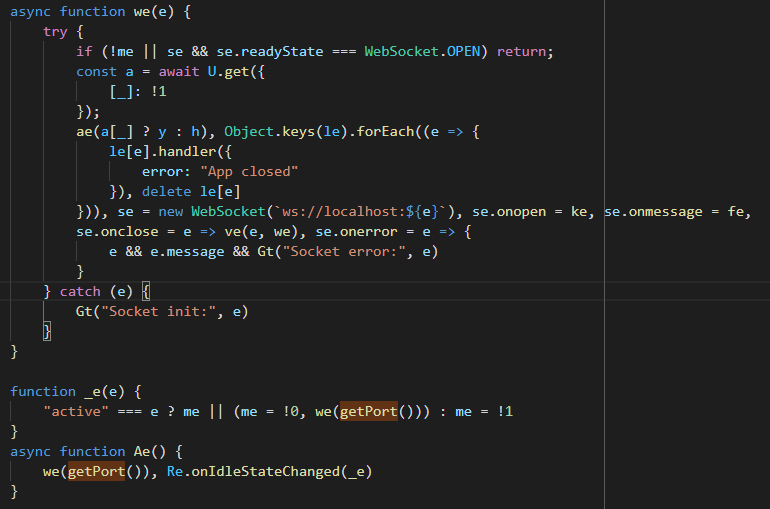 async function we(e) {
try {
if (!me || se && se.readyState === WebSocket.OPEN) return;
const a = await U.get({
[_]: !1
});
ae(a[_] ? y : h), Object.keys(le).forEach((e => {
le[e].handler({
error: "App closed"
}), delete le[e]
})), se = new WebSocket(`ws://localhost:${e}`), se.onopen = ke, se.onmessage = fe,
se.onclose = e => ve(e, we), se.onerror = e => {
e && e.message && Gt("Socket error:", e)
}
} catch (e) {
Gt("Socket init:", e)
}
}
function _e(e) {
"active" === e ? me || (me = !0, we(getPort())) : me = !1
}
async function Ae() {
we(getPort()), Re.onIdleStateChanged(_e)
}